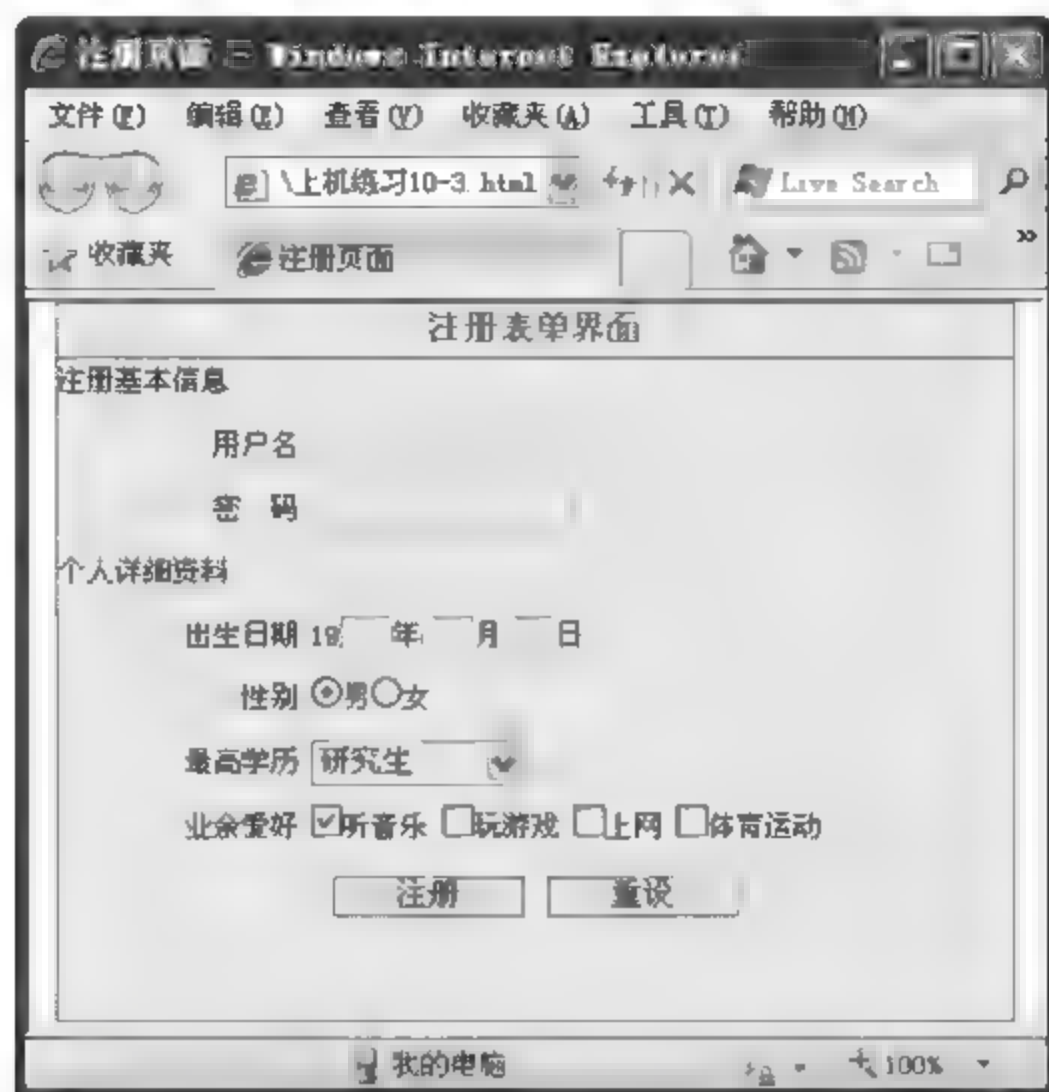 注册页面 - Windows Internet Explorer
文件(F) 编辑(E) 查看(V) 收藏夹(A) 工具(T) 帮助(H)
\上机练习10-3.html Live Search
收藏夹 注册页面
注册表单界面
注册基本信息
用户名
密 码
个人详细资料
出生日期 19 年 月 日
性别 男 女
最高学历 研究生
业余爱好 听音乐 玩游戏 上网 体育运动
注册 重设
我的电脑 100%